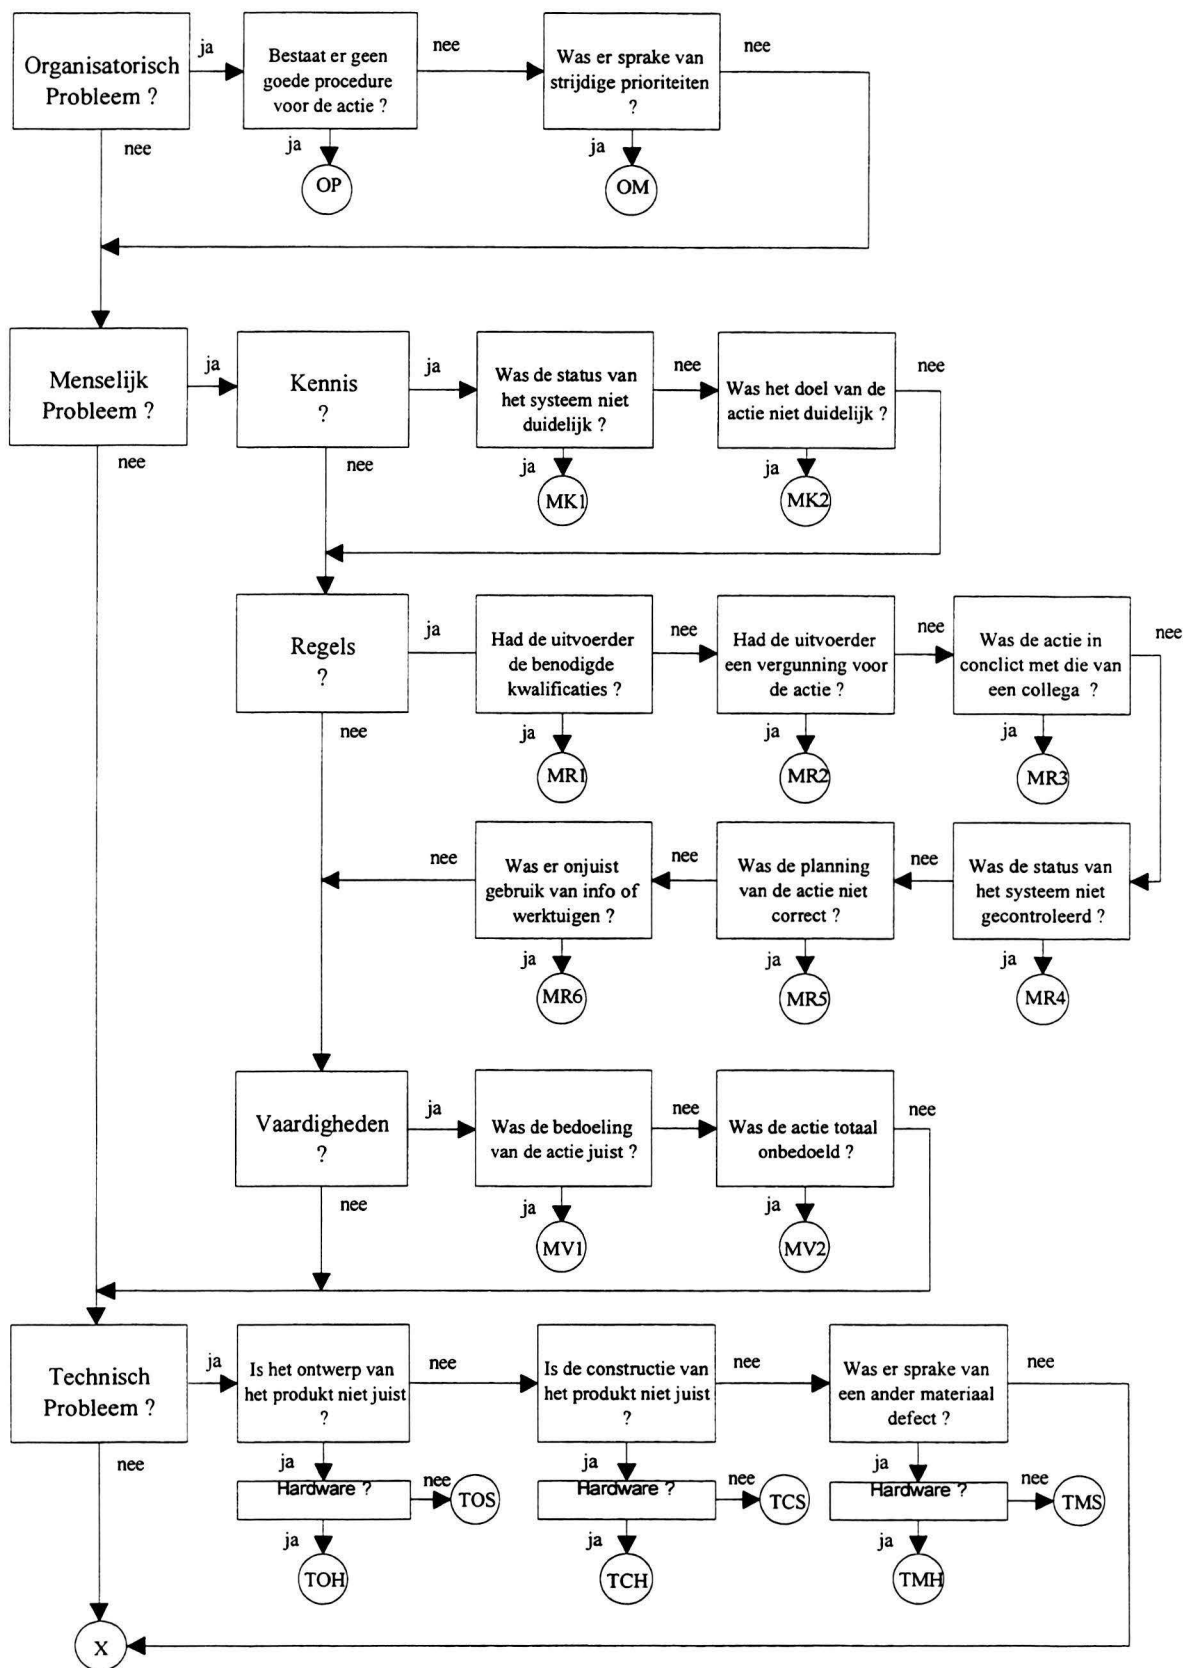 Organisatorisch
Probleem ?
ja
Bestaat er geen
goede procedure
voor de actie ?
nee
Was er sprake van
strijdige prioriteiten
?
nee
nee
ja
OP
ja
OM
Menselijk
Probleem ?
ja
Kennis
?
ja
Was de status van
het systeem niet
duidelijk ?
nee
Was het doel van de
actie niet duidelijk ?
nee
nee
nee
ja
MK1
ja
MK2
Regels
?
ja
Had de uitvoerder
de benodigde
kwalificaties ?
nee
Had de uitvoerder
een vergunning voor
de actie ?
nee
Was de actie in
conclict met die van
een collega ?
nee
nee
ja
MR1
ja
MR2
ja
MR3
nee
Was er onjuist
gebruik van info of
werktuigen ?
nee
Was de planning
van de actie niet
correct ?
nee
Was de status van
het systeem niet
gecontroleerd ?
ja
MR6
ja
MR5
ja
MR4
Vaardigheden
?
ja
Was de bedoeling
van de actie juist ?
nee
Was de actie totaal
onbedoeld ?
nee
nee
ja
MV1
ja
MV2
Technisch
Probleem ?
ja
Is het ontwerp van
het produkt niet juist
?
nee
Is de constructie van
het produkt niet juist
?
nee
Was er sprake van
een ander materiaal
defect ?
nee
nee
ja
Hardware ?
nee
TOS
ja
Hardware ?
nee
TCS
ja
Hardware ?
nee
TMS
ja
TOH
ja
TCH
ja
TMH
X